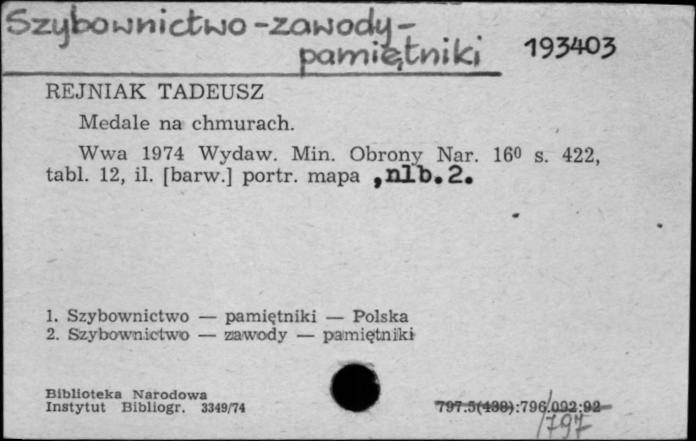 Szybownictwo-zawody-
pamiętniki 193403
REJNIAK TADEUSZ
Medale na chmurach.
Wwa 1974 Wydaw. Min. Obrony Nar. 16⁰ s. 422,
tabl. 12, il. [barw.] portr. mapa ,nlb.2.
1. Szybownictwo — pamiętniki — Polska
2. Szybownictwo — zawody — pamiętniki
Biblioteka Narodowa
Instytut Bibliogr. 3349/74 797.5(438):796.092:92
/797